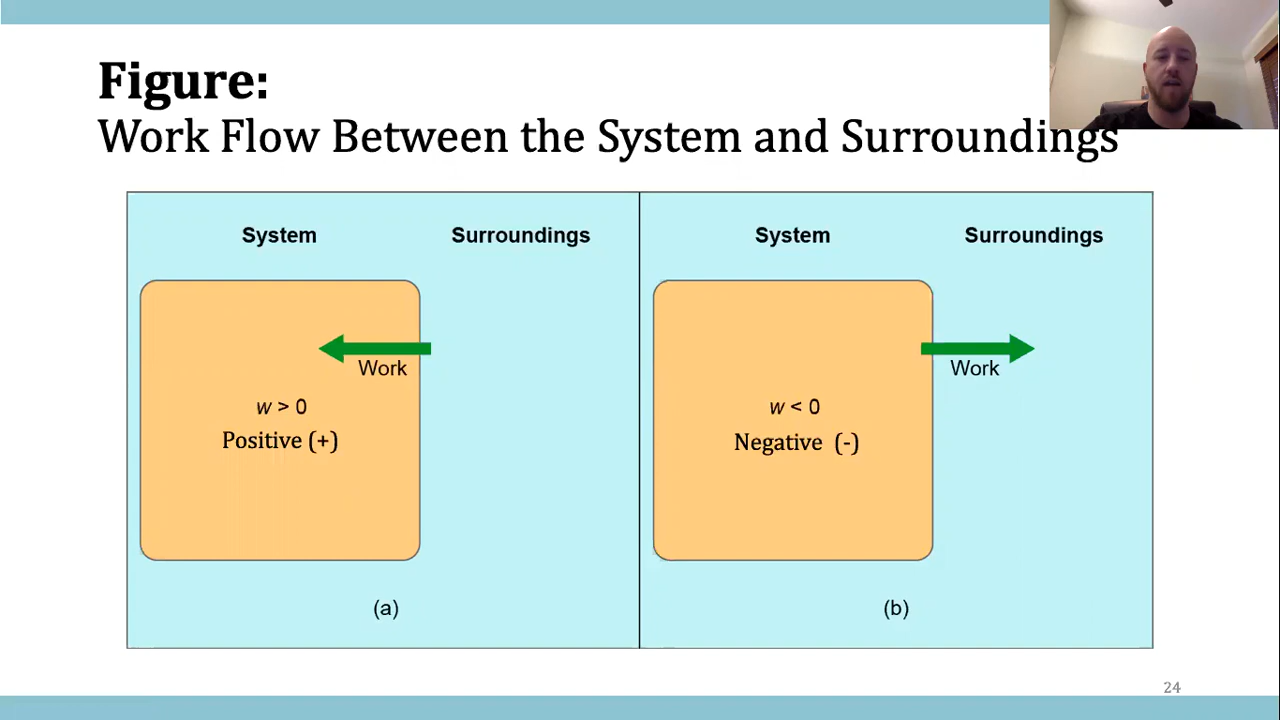 Figure:
Work Flow Between the System and Surroundings
System
Surroundings
Work
w > 0
Positive (+)
(a)
System
Surroundings
Work
w < 0
Negative (-)
(b)
24